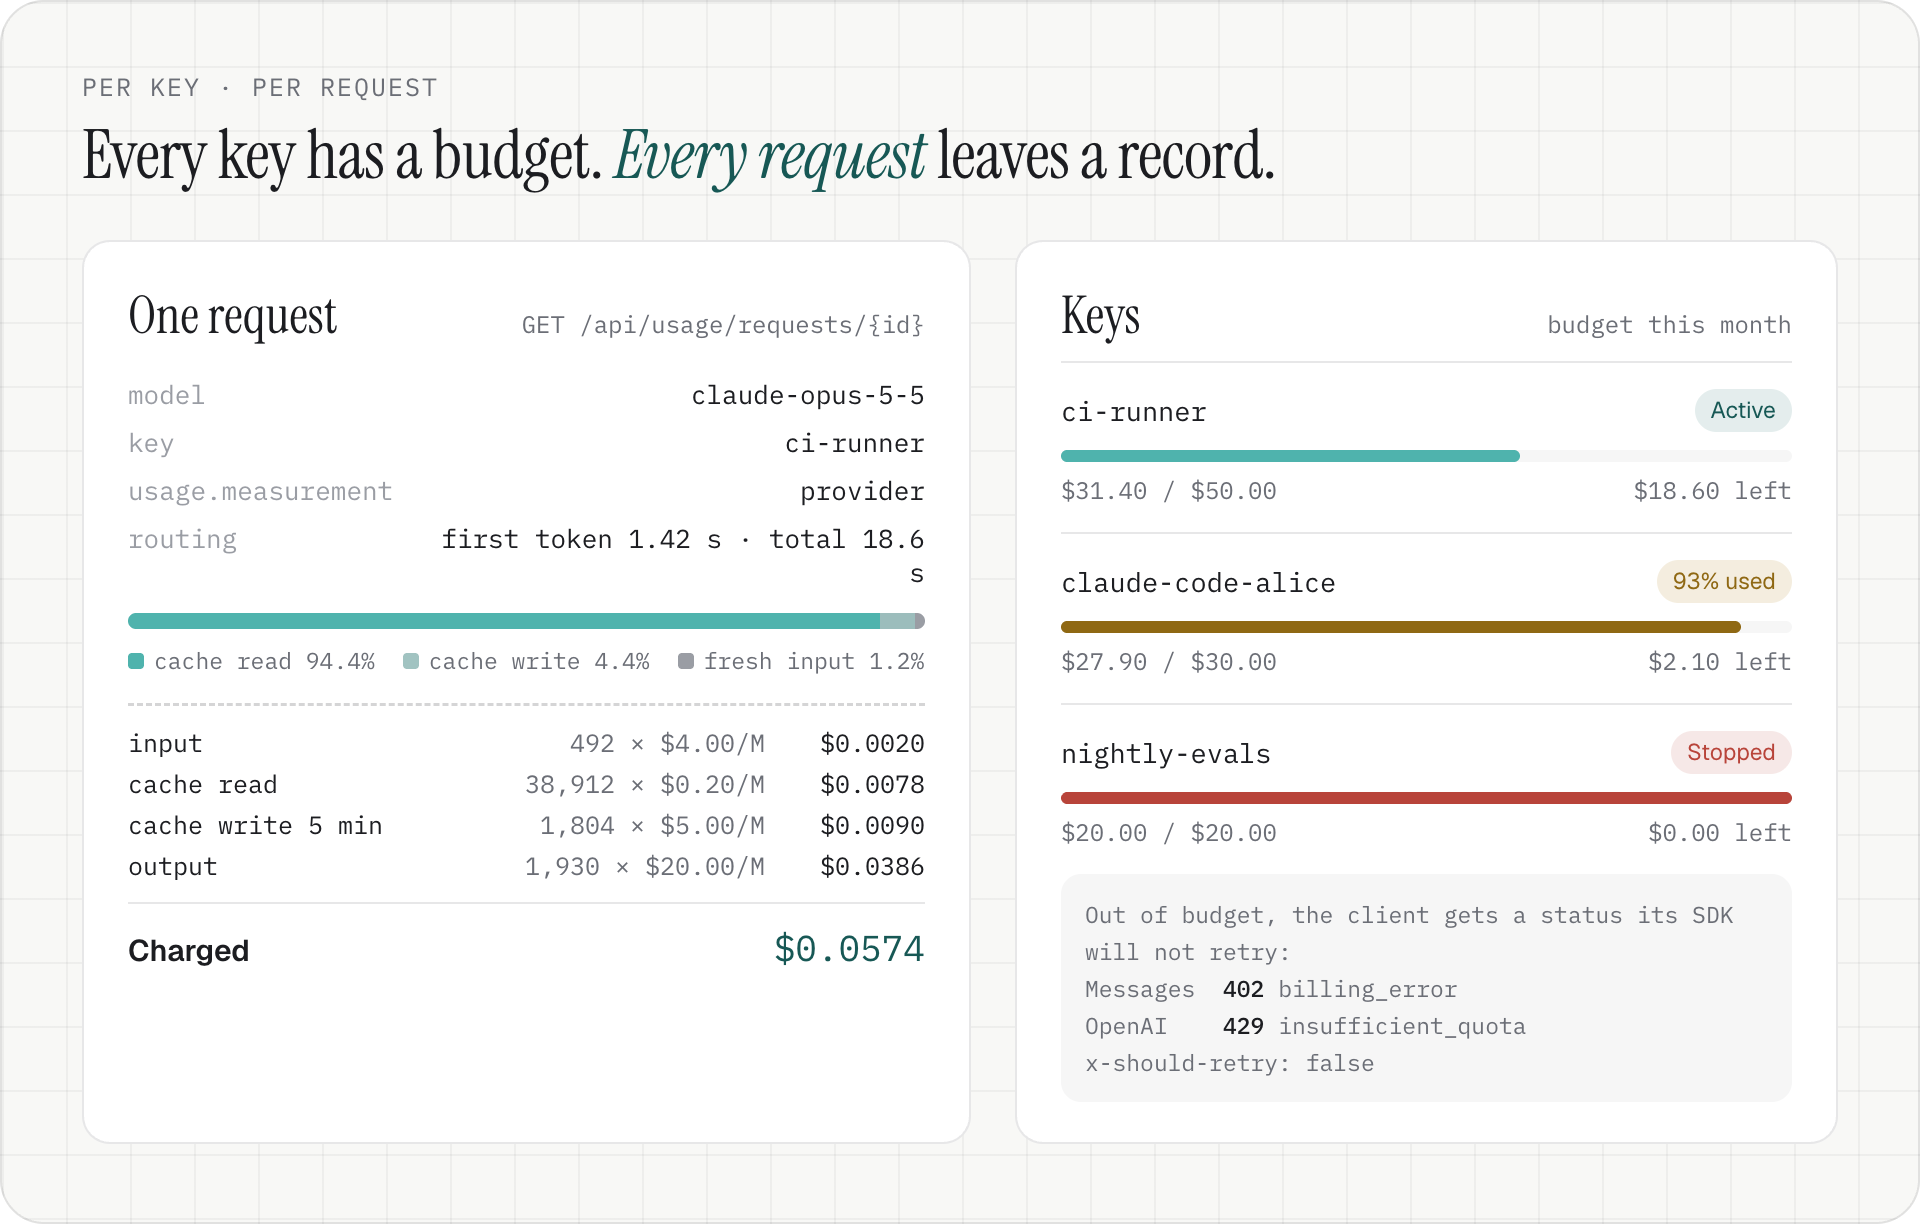 PER KEY · PER REQUEST
Every key has a budget. Every request leaves a record.
One request
GET /api/usage/requests/{id}
model claude-opus-5-5
key ci-runner
usage.measurement provider
routing first token 1.42 s · total 18.6
s
cache read 94.4% cache write 4.4% fresh input 1.2%
input 492 × $4.00/M $0.0020
cache read 38,912 × $0.20/M $0.0078
cache write 5 min 1,804 × $5.00/M $0.0090
output 1,930 × $20.00/M $0.0386
Charged $0.0574
Keys
budget this month
ci-runner Active
$31.40 / $50.00 $18.60 left
claude-code-alice 93% used
$27.90 / $30.00 $2.10 left
nightly-evals Stopped
$20.00 / $20.00 $0.00 left
Out of budget, the client gets a status its SDK
will not retry:
Messages 402 billing_error
OpenAI 429 insufficient_quota
x-should-retry: false